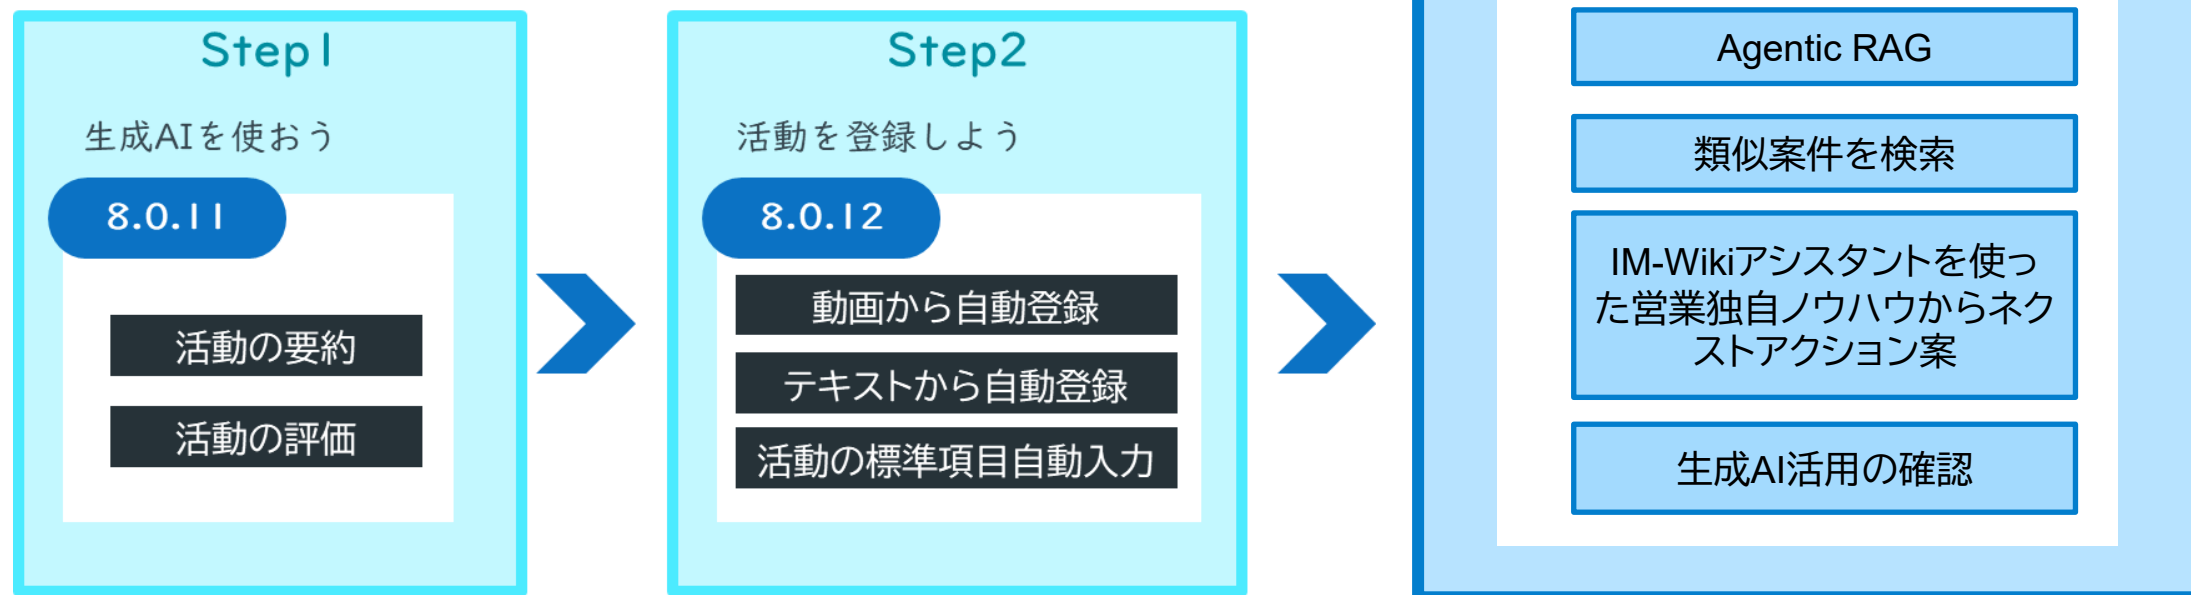 Step1
生成AIを使おう
8.0.11
活動の要約
活動の評価
Step2
活動を登録しよう
8.0.12
動画から自動登録
テキストから自動登録
活動の標準項目自動入力
Agentic RAG
類似案件を検索
IM-Wikiアシスタントを使っ
た営業独自ノウハウからネク
ストアクション案
生成AI活用の確認